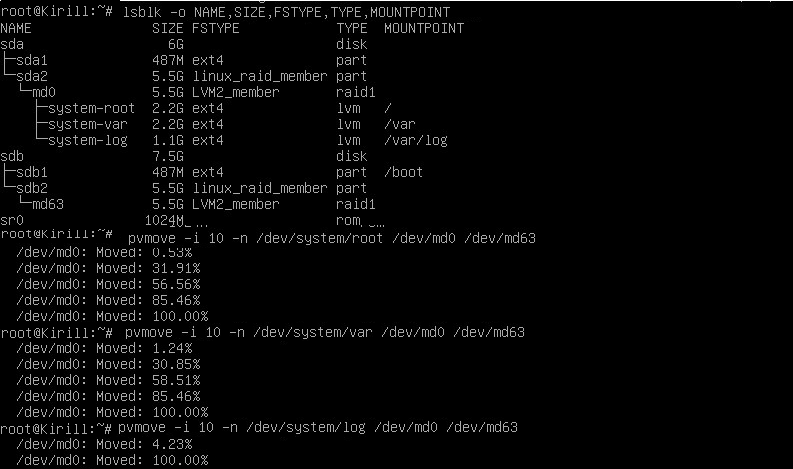 root@Kirill:~# lsblk -o NAME,SIZE,FSTYPE,TYPE,MOUNTPOINT
NAME SIZE FSTYPE TYPE MOUNTPOINT
sda 6G disk
├─sda1 487M ext4 part
└─sda2 5.5G linux_raid_member part
└─md0 5.5G LVM2_member raid1
├─system-root 2.2G ext4 lvm /
├─system-var 2.2G ext4 lvm /var
└─system-log 1.1G ext4 lvm /var/log
sdb 7.5G disk
├─sdb1 487M ext4 part /boot
└─sdb2 5.5G linux_raid_member part
└─md63 5.5G LVM2_member raid1
sr0 1024M rom
root@Kirill:~# pvmove -i 10 -n /dev/system/root /dev/md0 /dev/md63
/dev/md0: Moved: 0.53%
/dev/md0: Moved: 31.91%
/dev/md0: Moved: 56.56%
/dev/md0: Moved: 85.46%
/dev/md0: Moved: 100.00%
root@Kirill:~# pvmove -i 10 -n /dev/system/var /dev/md0 /dev/md63
/dev/md0: Moved: 1.24%
/dev/md0: Moved: 30.85%
/dev/md0: Moved: 58.51%
/dev/md0: Moved: 85.46%
/dev/md0: Moved: 100.00%
root@Kirill:~# pvmove -i 10 -n /dev/system/log /dev/md0 /dev/md63
/dev/md0: Moved: 4.23%
/dev/md0: Moved: 100.00%